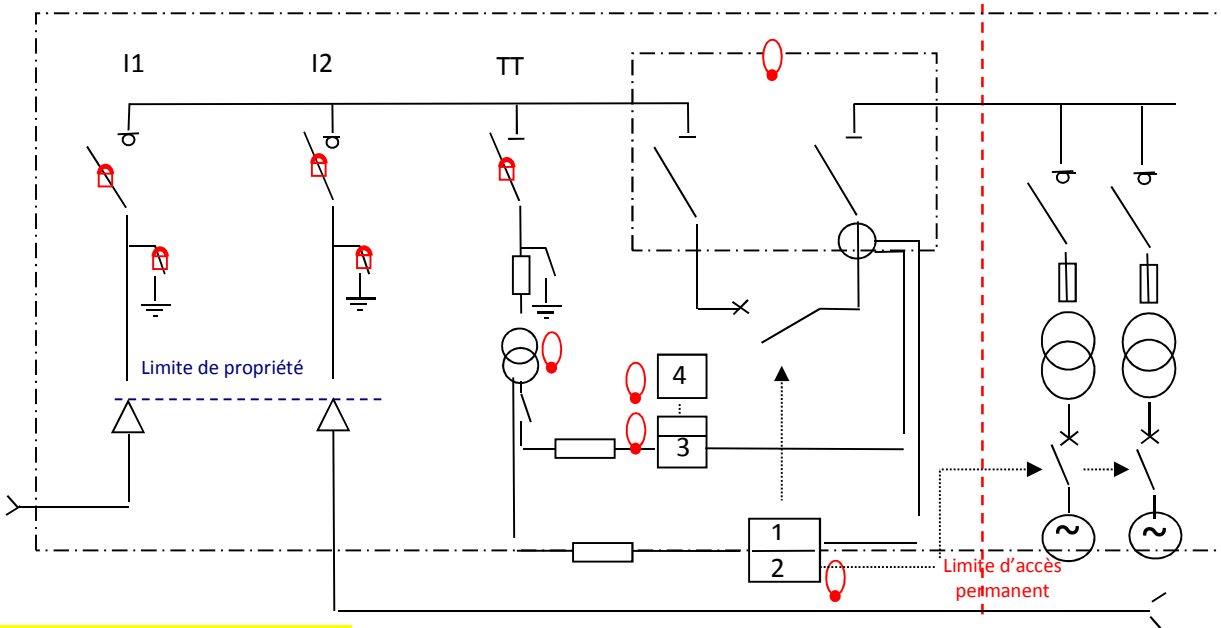 I1
I2
TT
Limite de propriété
4
3
1
2
Limite d'accès
permanent
~
~